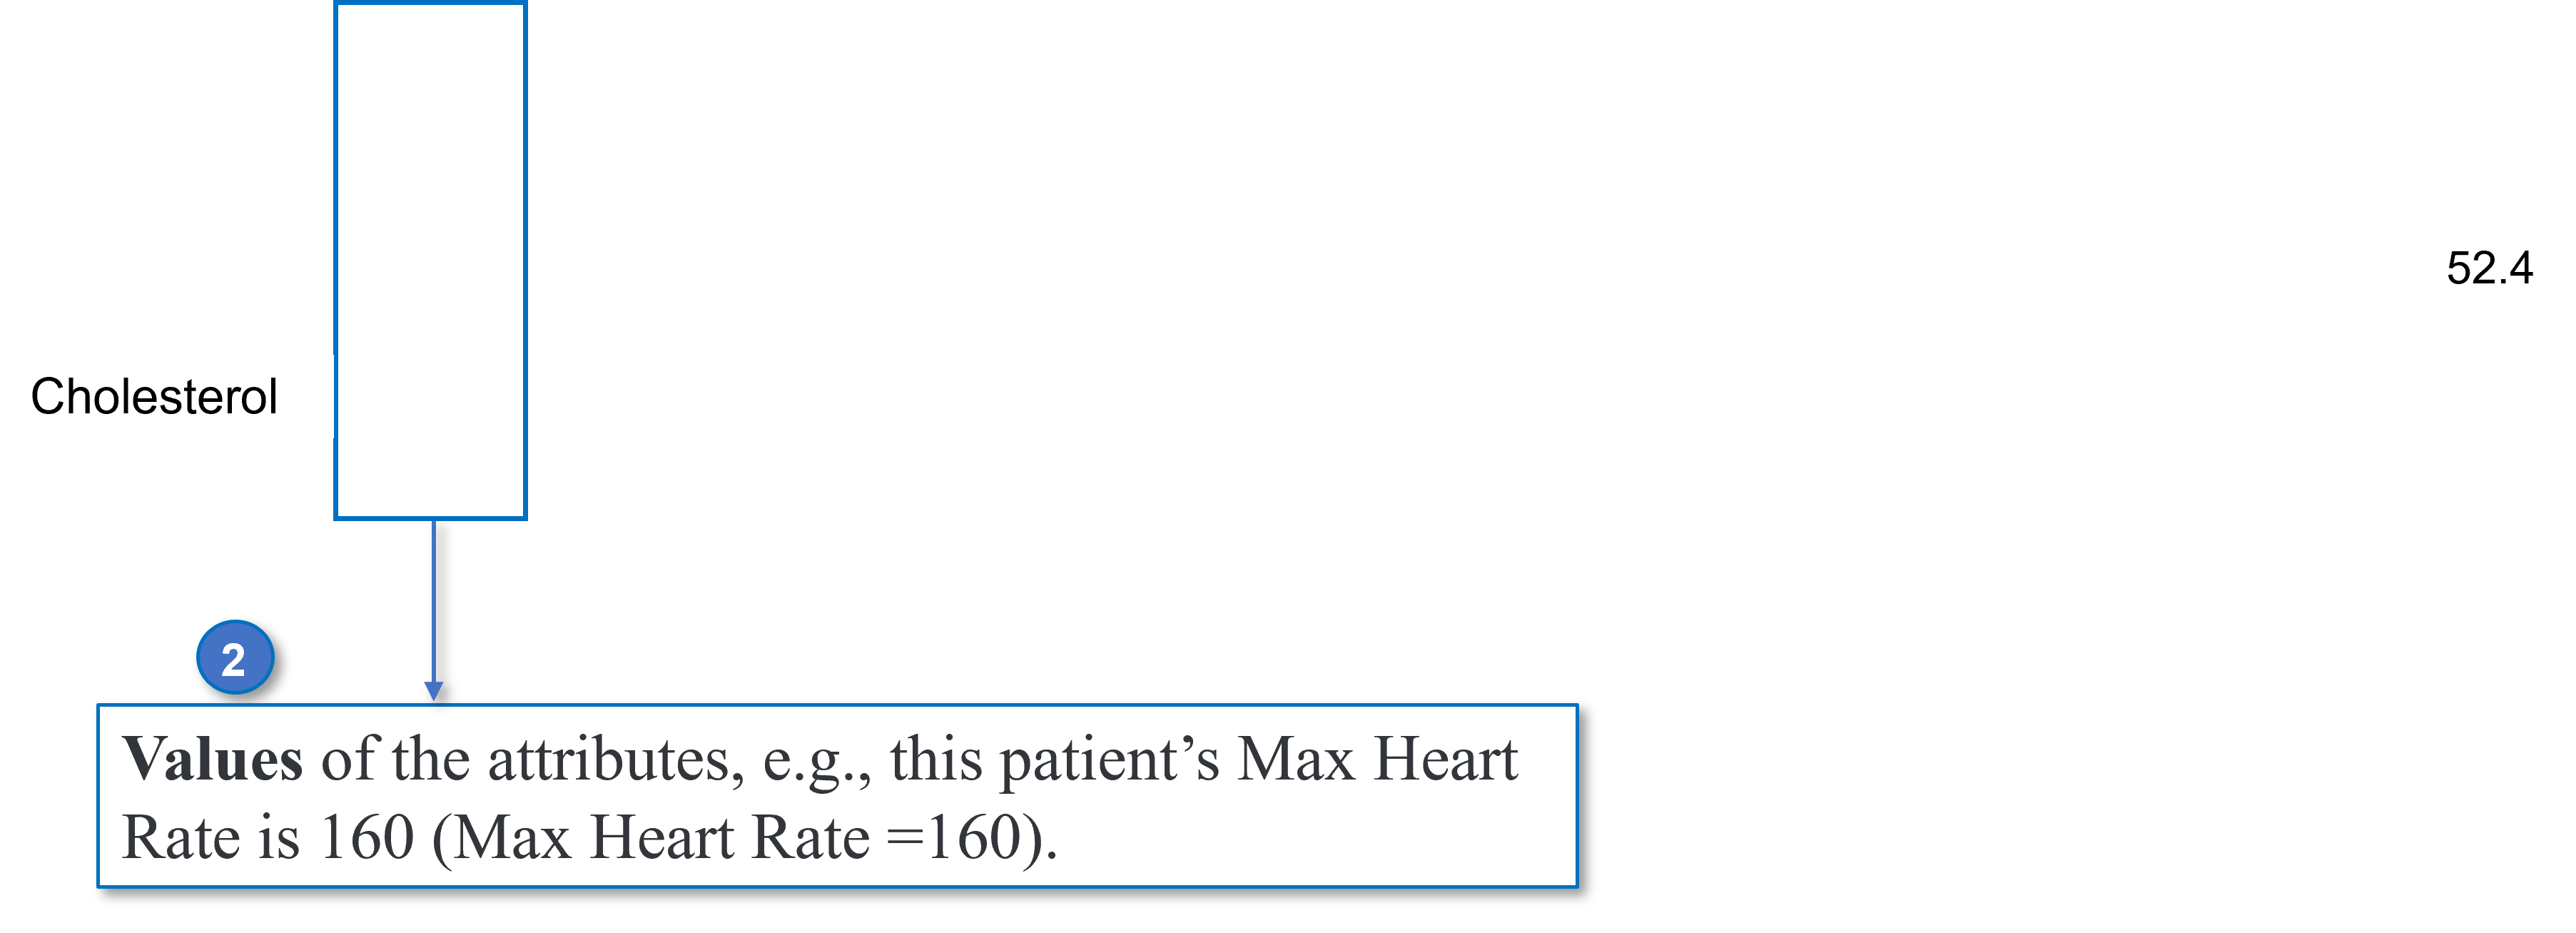 52.4
Cholesterol
2
Values of the attributes, e.g., this patient’s Max Heart
Rate is 160 (Max Heart Rate =160).